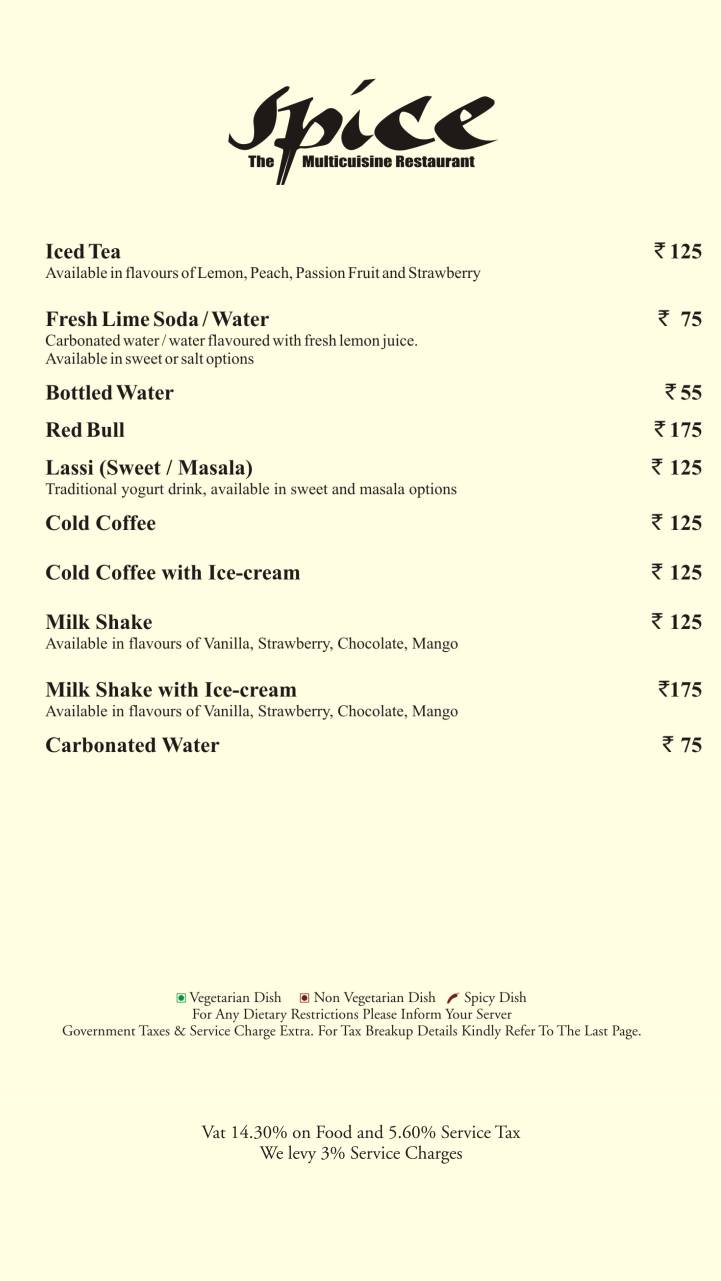 spice
The Multicuisine Restaurant
Iced Tea ₹ 125
Available in flavours of Lemon, Peach, Passion Fruit and Strawberry
Fresh Lime Soda / Water ₹ 75
Carbonated water / water flavoured with fresh lemon juice.
Available in sweet or salt options
Bottled Water ₹ 55
Red Bull ₹ 175
Lassi (Sweet / Masala) ₹ 125
Traditional yogurt drink, available in sweet and masala options
Cold Coffee ₹ 125
Cold Coffee with Ice-cream ₹ 125
Milk Shake ₹ 125
Available in flavours of Vanilla, Strawberry, Chocolate, Mango
Milk Shake with Ice-cream ₹175
Available in flavours of Vanilla, Strawberry, Chocolate, Mango
Carbonated Water ₹ 75
Vegetarian Dish Non Vegetarian Dish Spicy Dish
For Any Dietary Restrictions Please Inform Your Server
Government Taxes & Service Charge Extra. For Tax Breakup Details Kindly Refer To The Last Page.
Vat 14.30% on Food and 5.60% Service Tax
We levy 3% Service Charges